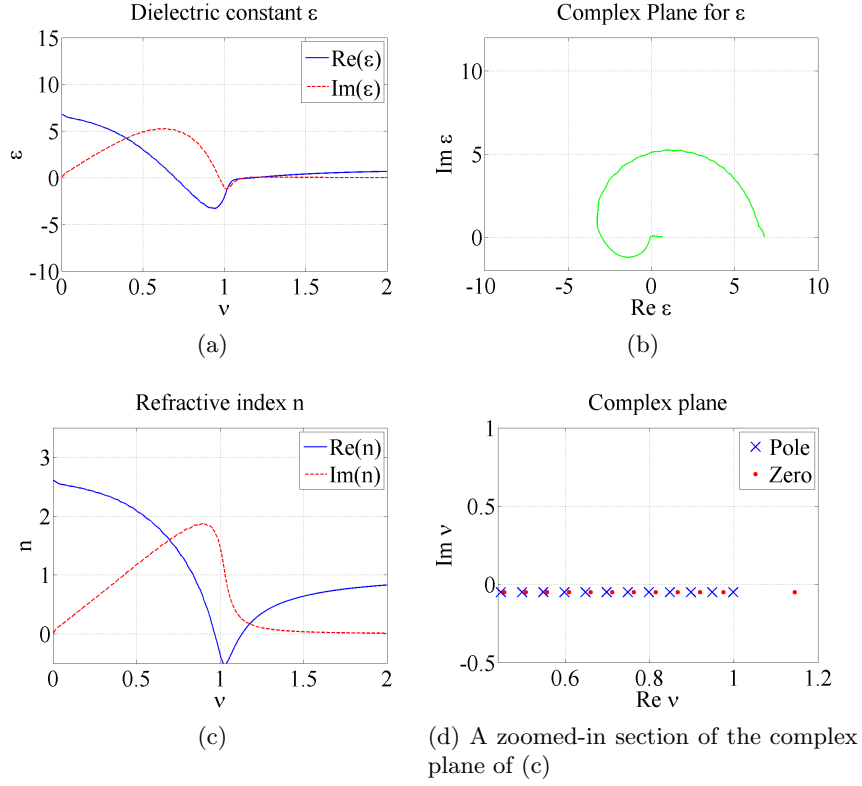 Dielectric constant ε
15
10
5
0
-5
-10
ε
0
0.5
1
1.5
2
ν
Re(ε)
Im(ε)
(a)
Complex Plane for ε
10
5
0
Im ε
-10
-5
0
5
10
Re ε
(b)
Refractive index n
3
2
1
0
n
0
0.5
1
1.5
2
ν
Re(n)
Im(n)
(c)
Complex plane
1
0.5
0
-0.5
Im ν
0.6
0.8
1
1.2
Re ν
Pole
Zero
(d) A zoomed-in section of the complex
plane of (c)